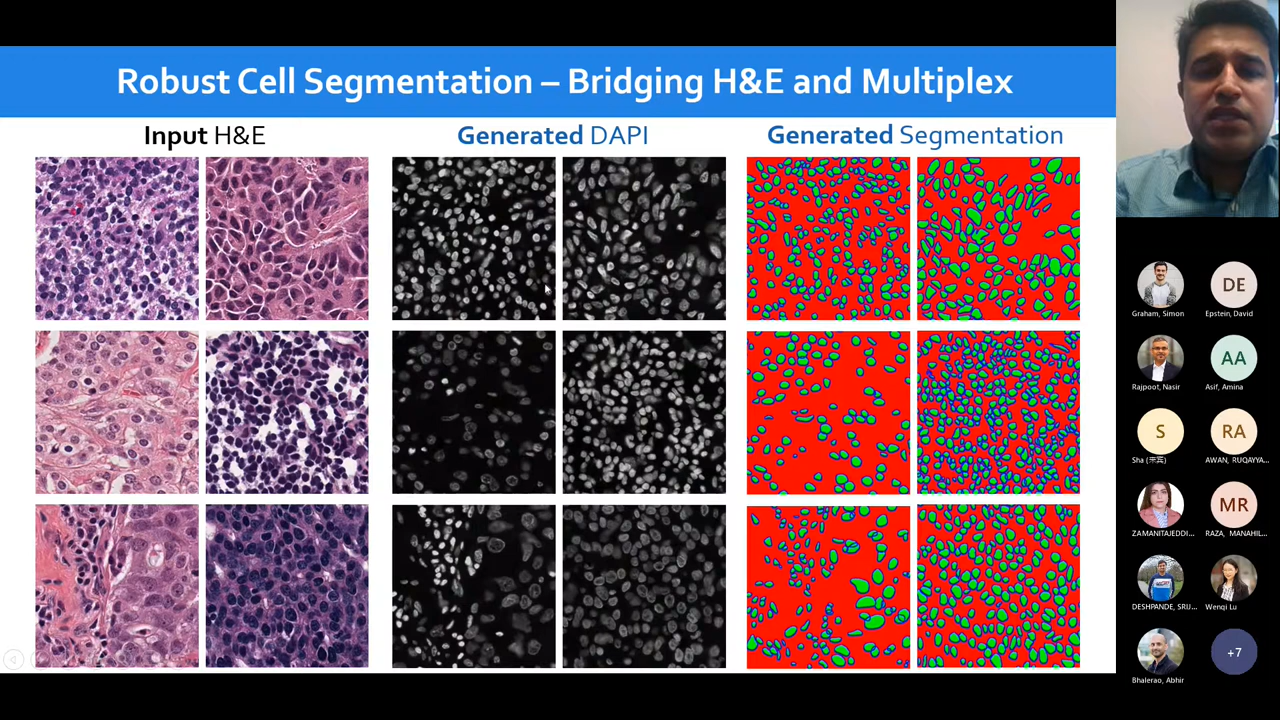 Robust Cell Segmentation – Bridging H&E and Multiplex
Input H&E
Generated DAPI
Generated Segmentation
DE
Graham, Simon
Epstein, David
AA
Rajpoot, Nasir
Asif, Amina
S
RA
AWAN, RUQAYYA...
MR
ZAMANITAJEDDI...
RAZA, MANAHIL...
DESHPANDE, SRIJ...
Wenqi Lu
+7
Bhalerao, Abhir